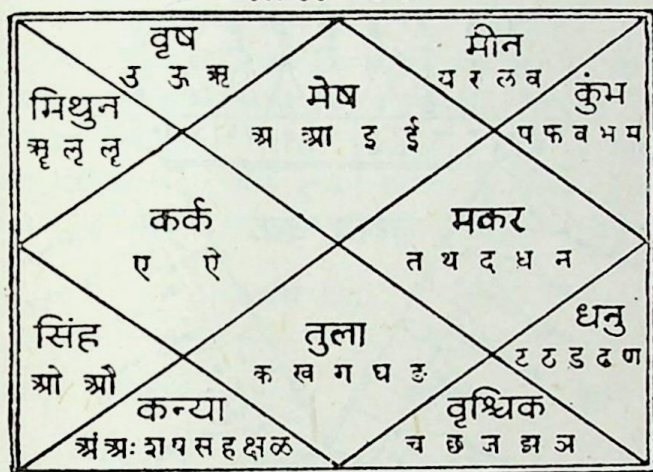 वृष
उ ऊ ऋ
मीन
य र ल व
मिथुन
ॠ लृ लॄ
मेष
अ आ इ ई
कुंभ
प फ व भ म
कर्क
ए ऐ
मकर
त थ द ध न
सिंह
ओ औ
तुला
क ख ग घ ङ
धनु
ट ठ ड ढ ण
कन्या
अं अः श ष स ह क्ष ळ
वृश्चिक
च छ ज झ ञ